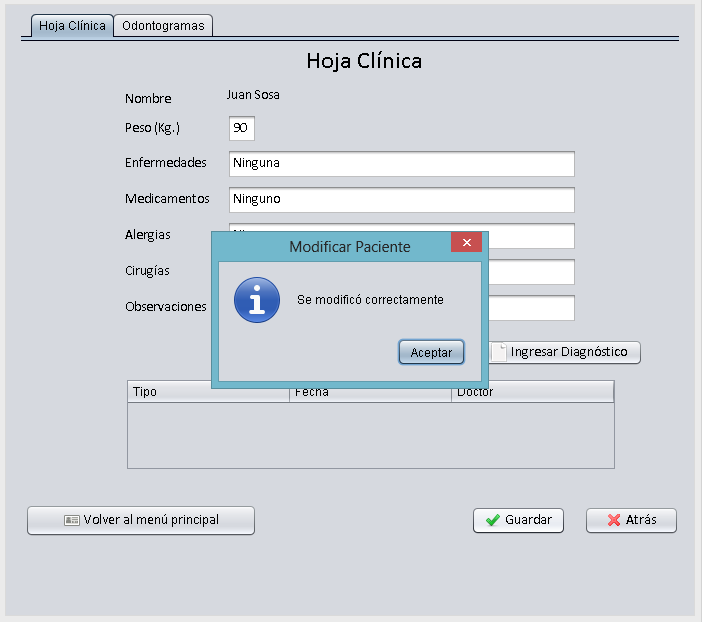 Hoja Clínica Odontogramas
Hoja Clínica
Nombre Juan Sosa
Peso (Kg.) 90
Enfermedades Ninguna
Medicamentos Ninguno
Alergias
Modificar Paciente
Cirugías
Se modificó correctamente
Observaciones
Aceptar
Ingresar Diagnóstico
Tipo Fecha Doctor
Volver al menú principal Guardar Atrás